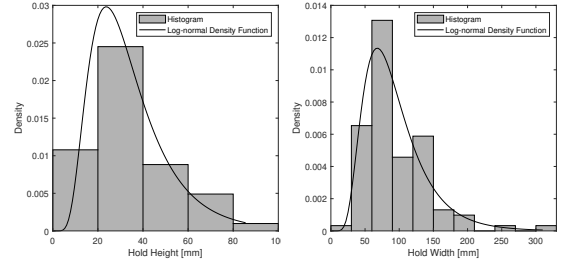 0.03
0.025
0.02
0.015
0.01
0.005
0
Density
Histogram
Log-normal Density Function
0 20 40 60 80 100
Hold Height [mm]
0.014
0.012
0.01
0.008
0.006
0.004
0.002
0
Density
Histogram
Log-normal Density Function
0 50 100 150 200 250 300
Hold Width [mm]